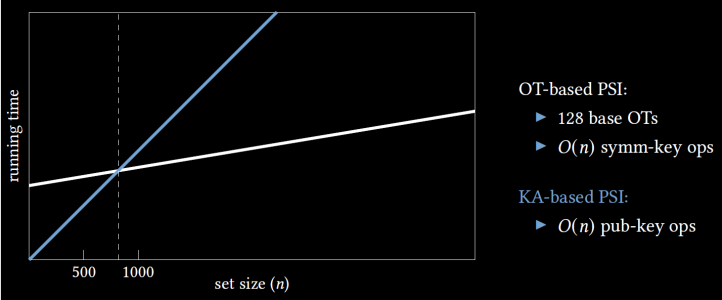 running time
500
1000
set size (n)
OT-based PSI:
► 128 base OTs
► O(n) symm-key ops
KA-based PSI:
► O(n) pub-key ops